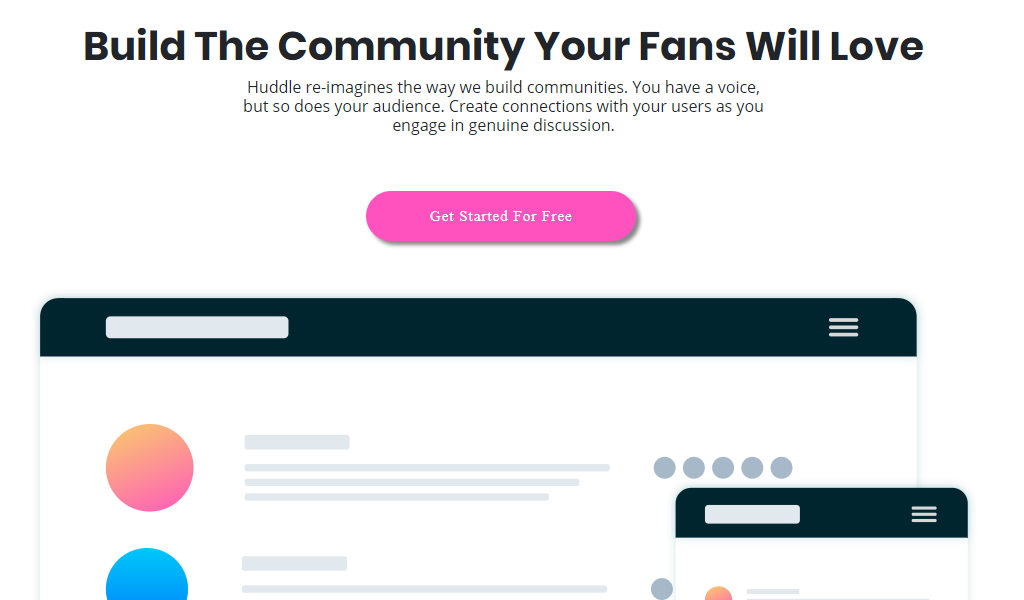 Build The Community Your Fans Will Love
Huddle re-imagines the way we build communities. You have a voice,
but so does your audience. Create connections with your users as you
engage in genuine discussion.
Get Started For Free